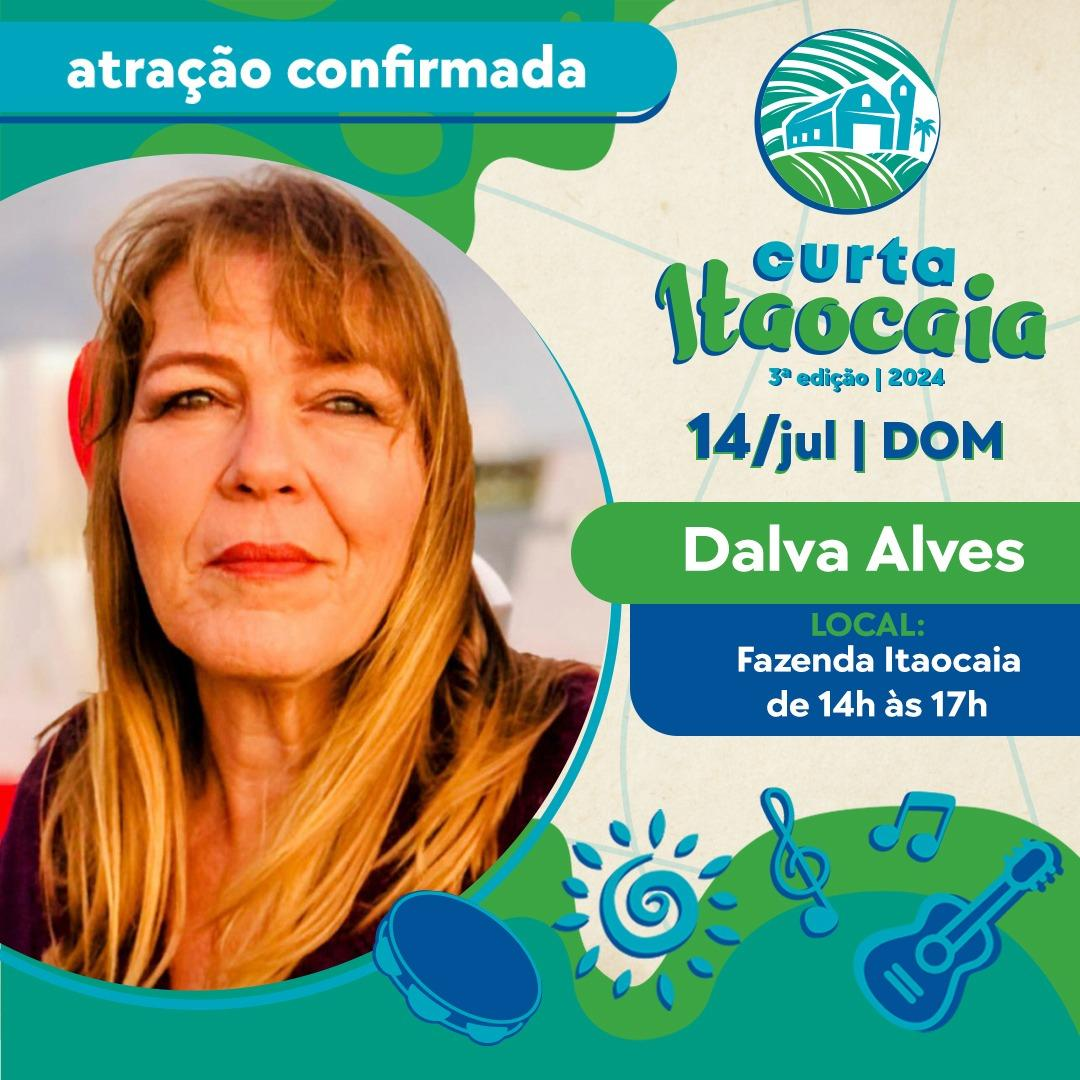 atração confirmada
curta
Itaocaia
3ª edição | 2024
14/jul | DOM
Dalva Alves
LOCAL:
Fazenda Itaocaia
de 14h às 17h